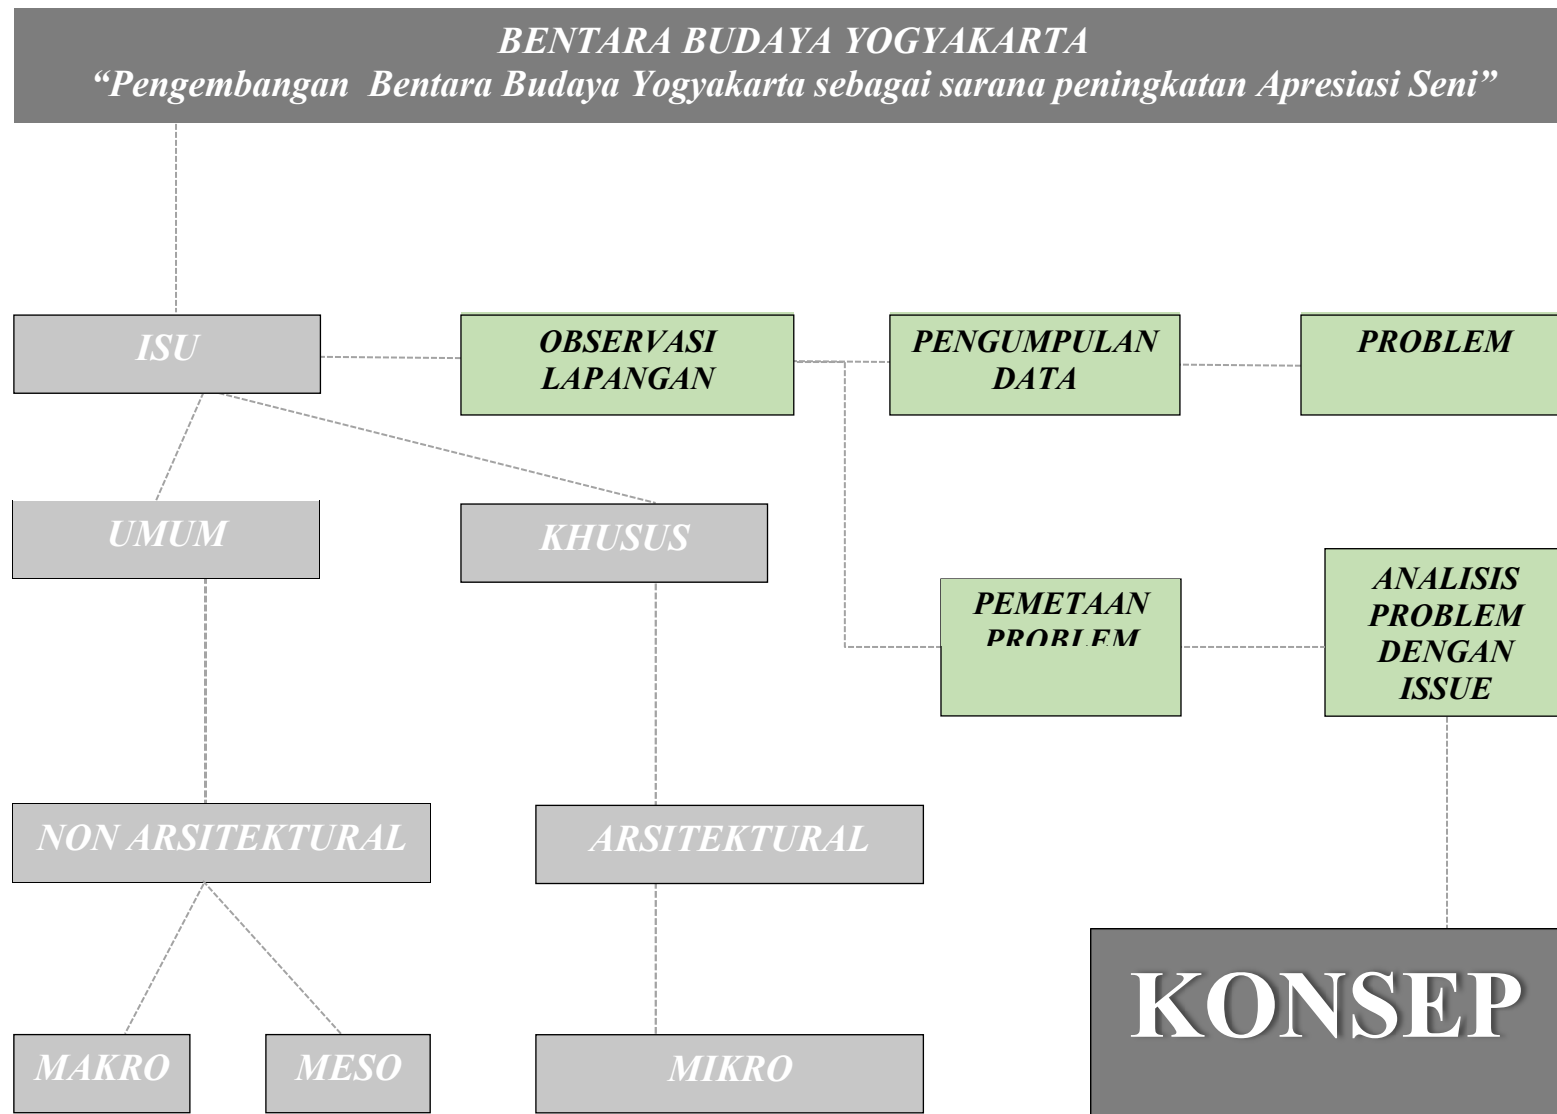 BENTARA BUDAYA YOGYAKARTA
“Pengembangan Bentara Budaya Yogyakarta sebagai sarana peningkatan Apresiasi Seni”
ISU
OBSERVASI
LAPANGAN
PENGUMPULAN
DATA
PROBLEM
UMUM
KHUSUS
PEMETAAN
PROBLEM
ANALISIS
PROBLEM
DENGAN
ISSUE
NON ARSITEKTURAL
ARSITEKTURAL
KONSEP
MAKRO
MESO
MIKRO